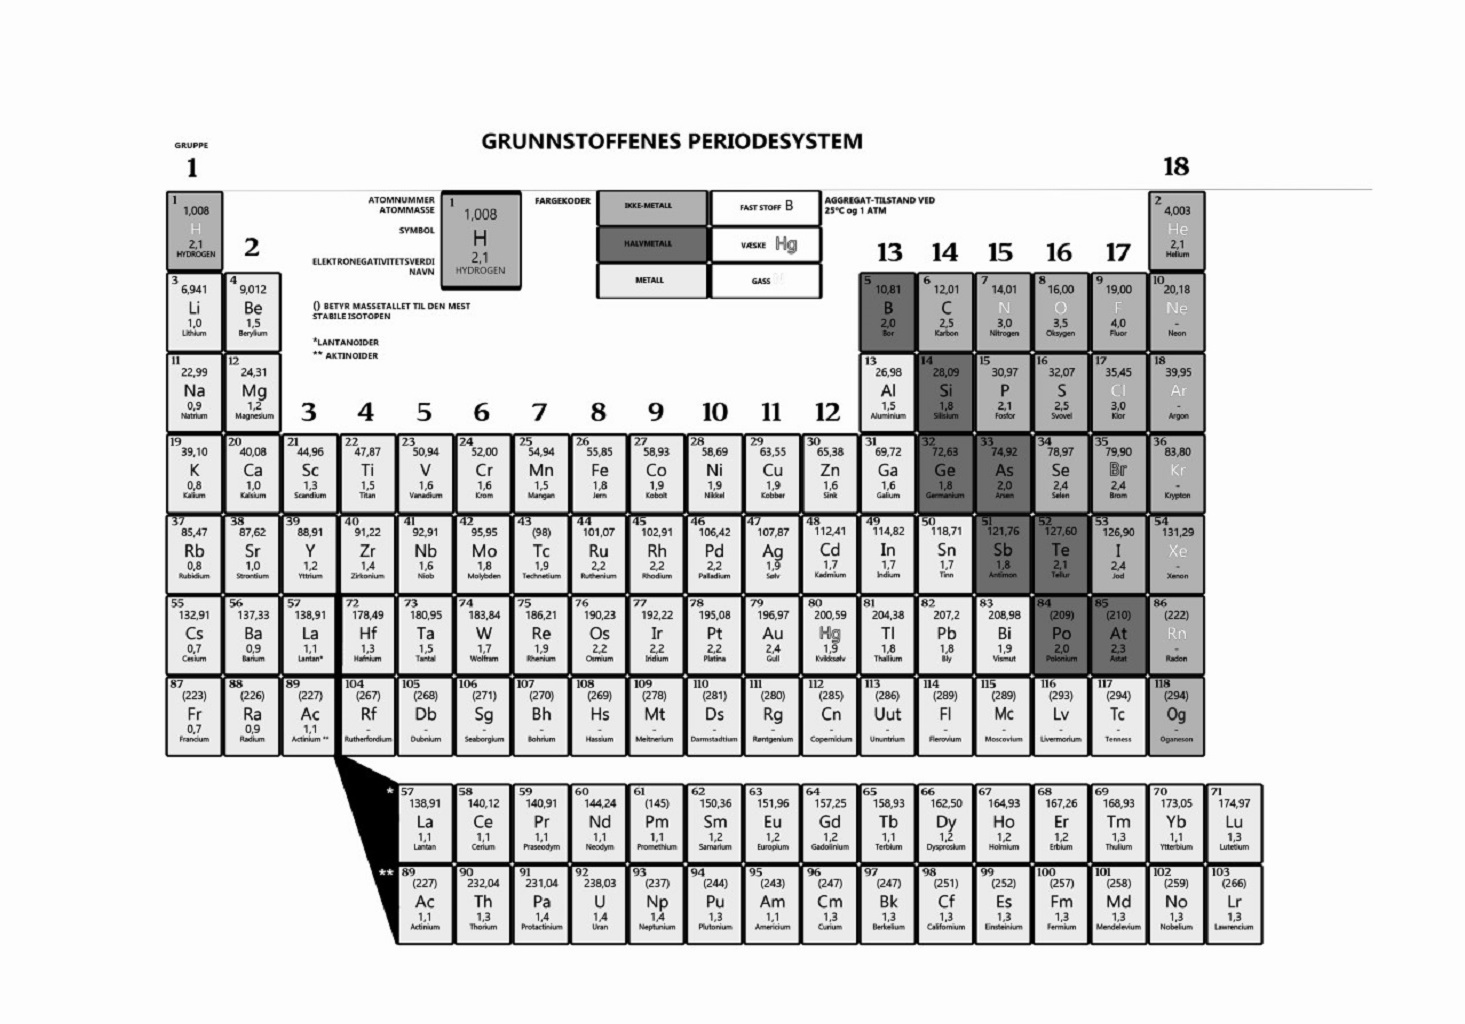 GRUNNSTOFFENES PERIODESYSTEM
GRUPPE
1
18
2
13 14 15 16 17
3 4 5 6 7 8 9 10 11 12
ATOMNUMMER
ATOMMASSE
SYMBOL
ELEKTRONEGATIVITETSVERDI
NAVN
1
1,008
H
2,1
HYDROGEN
FARGEKODER
IKKE-METALL
HALVMETALL
METALL
FAST STOFF B
VÆSKE Hg
GASS H
AGGREGAT-TILSTAND VED
25°C og 1 ATM
() BETYR MASSETALLET TIL DEN MEST
STABILE ISOTOPEN
*LANTANOIDER
** AKTINOIDER
1 2
1,008 4,003
H He
2,1 2,1
HYDROGEN Helium
3 4 5 6 7 8 9 10
6,941 9,012 10,81 12,01 14,01 16,00 19,00 20,18
Li Be B C N O F Ne
1,0 1,5 2,0 2,5 3,0 3,5 4,0 -
Lithium Berylium Bor Karbon Nitrogen Oksygen Fluor Neon
11 12 13 14 15 16 17 18
22,99 24,31 26,98 28,09 30,97 32,07 35,45 39,95
Na Mg Al Si P S Cl Ar
0,9 1,2 1,5 1,8 2,1 2,5 3,0 -
Natrium Magnesium Aluminium Silisium Fosfor Svovel Klor Argon
19 20 21 22 23 24 25 26 27 28 29 30 31 32 33 34 35 36
39,10 40,08 44,96 47,87 50,94 52,00 54,94 55,85 58,93 58,69 63,55 65,38 69,72 72,63 74,92 78,97 79,90 83,80
K Ca Sc Ti V Cr Mn Fe Co Ni Cu Zn Ga Ge As Se Br Kr
0,8 1,0 1,3 1,5 1,6 1,6 1,5 1,8 1,9 1,9 1,9 1,6 1,6 1,8 2,0 2,4 2,4 -
Kalium Kalsium Scandium Titan Vanadium Krom Mangan Jern Kobolt Nikkel Kobber Sink Galium Germanium Arsen Selen Brom Krypton
37 38 39 40 41 42 43 44 45 46 47 48 49 50 51 52 53 54
85,47 87,62 88,91 91,22 92,91 95,95 (98) 101,07 102,91 106,42 107,87 112,41 114,82 118,71 121,76 127,60 126,90 131,29
Rb Sr Y Zr Nb Mo Tc Ru Rh Pd Ag Cd In Sn Sb Te I Xe
0,8 1,0 1,2 1,4 1,6 1,8 1,9 2,2 2,2 2,2 1,9 1,7 1,7 1,7 1,8 2,1 2,4 -
Rubidium Strontium Yttrium Zirkonium Niob Molybden Technetium Ruthenium Rhodium Palladium Sølv Kadmium Indium Tinn Antimon Tellur Jod Xenon
55 56 57 72 73 74 75 76 77 78 79 80 81 82 83 84 85 86
132,91 137,33 138,91 178,49 180,95 183,84 186,21 190,23 192,22 195,08 196,97 200,59 204,38 207,2 208,98 (209) (210) (222)
Cs Ba La Hf Ta W Re Os Ir Pt Au Hg Tl Pb Bi Po At Rn
0,7 0,9 1,1 1,3 1,5 1,7 1,9 2,2 2,2 2,2 2,4 1,9 1,8 1,8 1,9 2,0 2,3 -
Cesium Barium Lantan* Hafnium Tantal Wolfram Rhenium Osmium Iridium Platina Gull Kvikksølv Thallium Bly Vismut Polonium Astat Radon
87 88 89 104 105 106 107 108 109 110 111 112 113 114 115 116 117 118
(223) (226) (227) (267) (268) (271) (270) (269) (278) (281) (280) (285) (286) (289) (289) (293) (294) (294)
Fr Ra Ac Rf Db Sg Bh Hs Mt Ds Rg Cn Uut Fl Mc Lv Tc Og
0,7 0,9 1,1 - - - - - - - - - - - - - - -
Francium Radium Actinium ** Rutherfordium Dubnium Seaborgium Bohrium Hassium Meitnerium Darmstadtium Røntgenium Copernicium Ununtrium Flerovium Moscovium Livermorium Tenness Oganeson
* 57 58 59 60 61 62 63 64 65 66 67 68 69 70 71
138,91 140,12 140,91 144,24 (145) 150,36 151,96 157,25 158,93 162,50 164,93 167,26 168,93 173,05 174,97
La Ce Pr Nd Pm Sm Eu Gd Tb Dy Ho Er Tm Yb Lu
1,1 1,1 1,1 1,1 1,1 1,2 1,2 1,2 1,1 1,2 1,2 1,2 1,3 1,1 1,3
Lantan Cerium Praseodym Neodym Promethium Samarium Europium Gadolinium Terbium Dysprosium Holmium Erbium Thulium Ytterbium Lutetium
** 89 90 91 92 93 94 95 96 97 98 99 100 101 102 103
(227) 232,04 231,04 238,03 (237) (244) (243) (247) (247) (251) (252) (257) (258) (259) (266)
Ac Th Pa U Np Pu Am Cm Bk Cf Es Fm Md No Lr
1,1 1,3 1,4 1,4 1,4 1,3 1,1 1,3 1,3 1,3 1,3 1,3 1,3 1,3 1,3
Actinium Thorium Protactinium Uran Neptunium Plutonium Americium Curium Berkelium Californium Einsteinium Fermium Mendelevium Nobelium Lawrencium